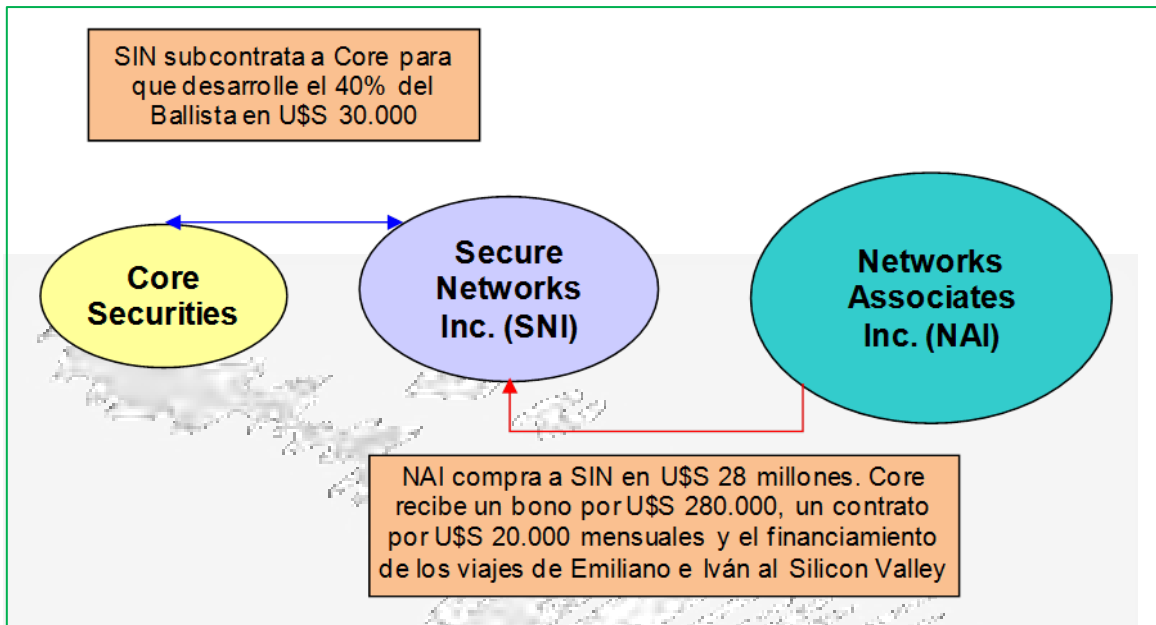 SIN subcontrata a Core para
que desarrolle el 40% del
Ballista en U$S 30.000
Core
Securities
Secure
Networks
Inc. (SNI)
Networks
Associates
Inc. (NAI)
NAI compra a SIN en U$S 28 millones. Core
recibe un bono por U$S 280.000, un contrato
por U$S 20.000 mensuales y el financiamiento
de los viajes de Emiliano e Iván al Silicon Valley